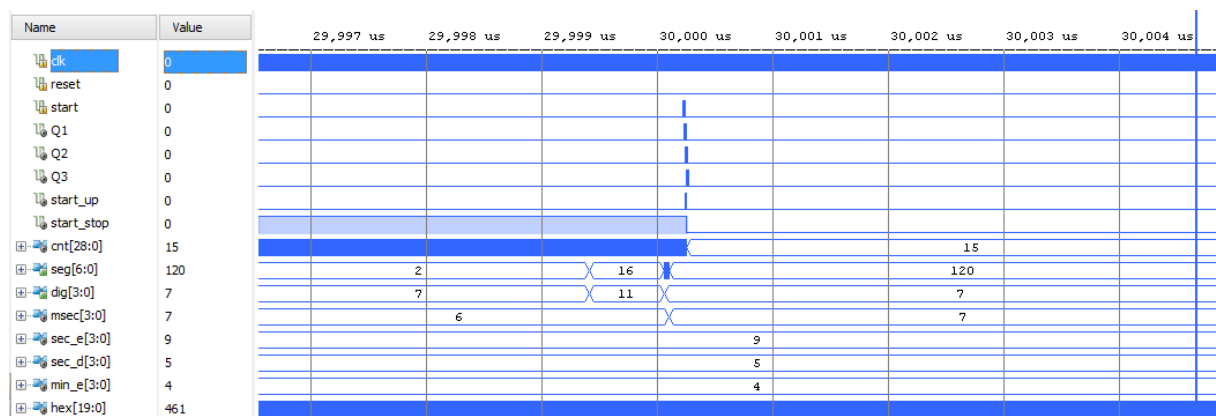 Name Value 29,997 us 29,998 us 29,999 us 30,000 us 30,001 us 30,002 us 30,003 us 30,004 us
clk 0
reset 0
start 0
Q1 0
Q2 0
Q3 0
start_up 0
start_stop 0
cnt[28:0] 15 15
seg[6:0] 120 2 16 120
dig[3:0] 7 7 11 7
msec[3:0] 7 6 7
sec_e[3:0] 9 9
sec_d[3:0] 5 5
min_e[3:0] 4 4
hex[19:0] 461